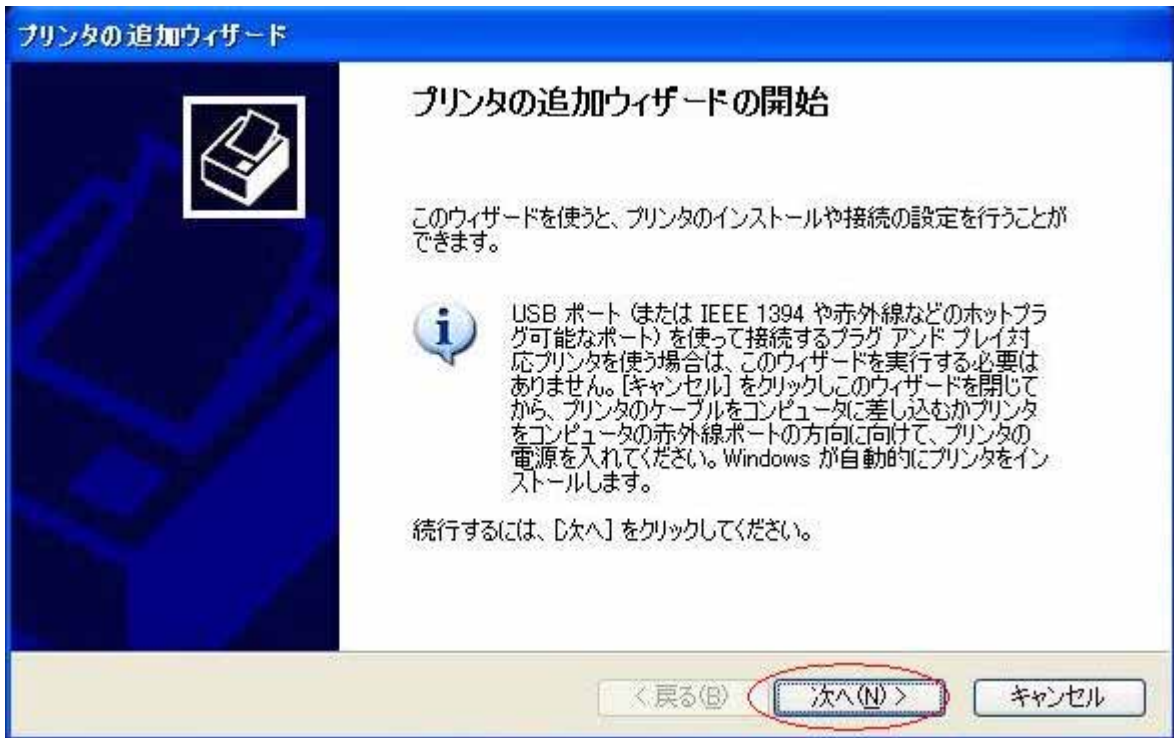 プリンタの追加ウィザード
プリンタの追加ウィザードの開始
このウィザードを使うと、プリンタのインストールや接続の設定を行うことが
できます。
USB ポート (または IEEE 1394 や赤外線などのホットプラ
グ可能なポート) を使って接続するプラグ アンド プレイ対
応プリンタを使う場合は、このウィザードを実行する必要は
ありません。[キャンセル] をクリックしこのウィザードを閉じて
から、プリンタのケーブルをコンピュータに差し込むかプリンタ
をコンピュータの赤外線ポートの方向に向けて、プリンタの
電源を入れてください。Windows が自動的にプリンタをイン
ストールします。
続行するには、[次へ] をクリックしてください。
< 戻る(B)
次へ(N) >
キャンセル